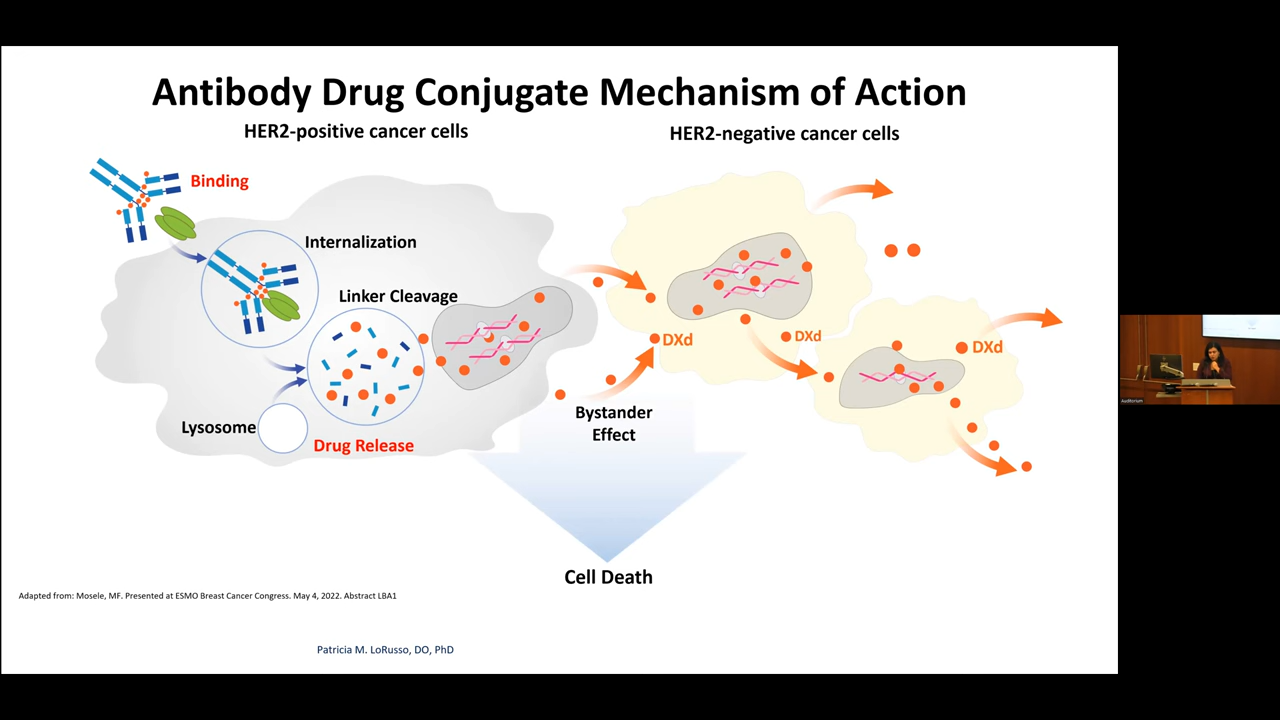 Antibody Drug Conjugate Mechanism of Action
HER2-positive cancer cells
HER2-negative cancer cells
Binding
Internalization
Linker Cleavage
Lysosome
Drug Release
DXd
DXd
DXd
Bystander
Effect
Cell Death
Adapted from: Mosele, MF. Presented at ESMO Breast Cancer Congress. May 4, 2022. Abstract LBA1
Patricia M. LoRusso, DO, PhD
Auditorium